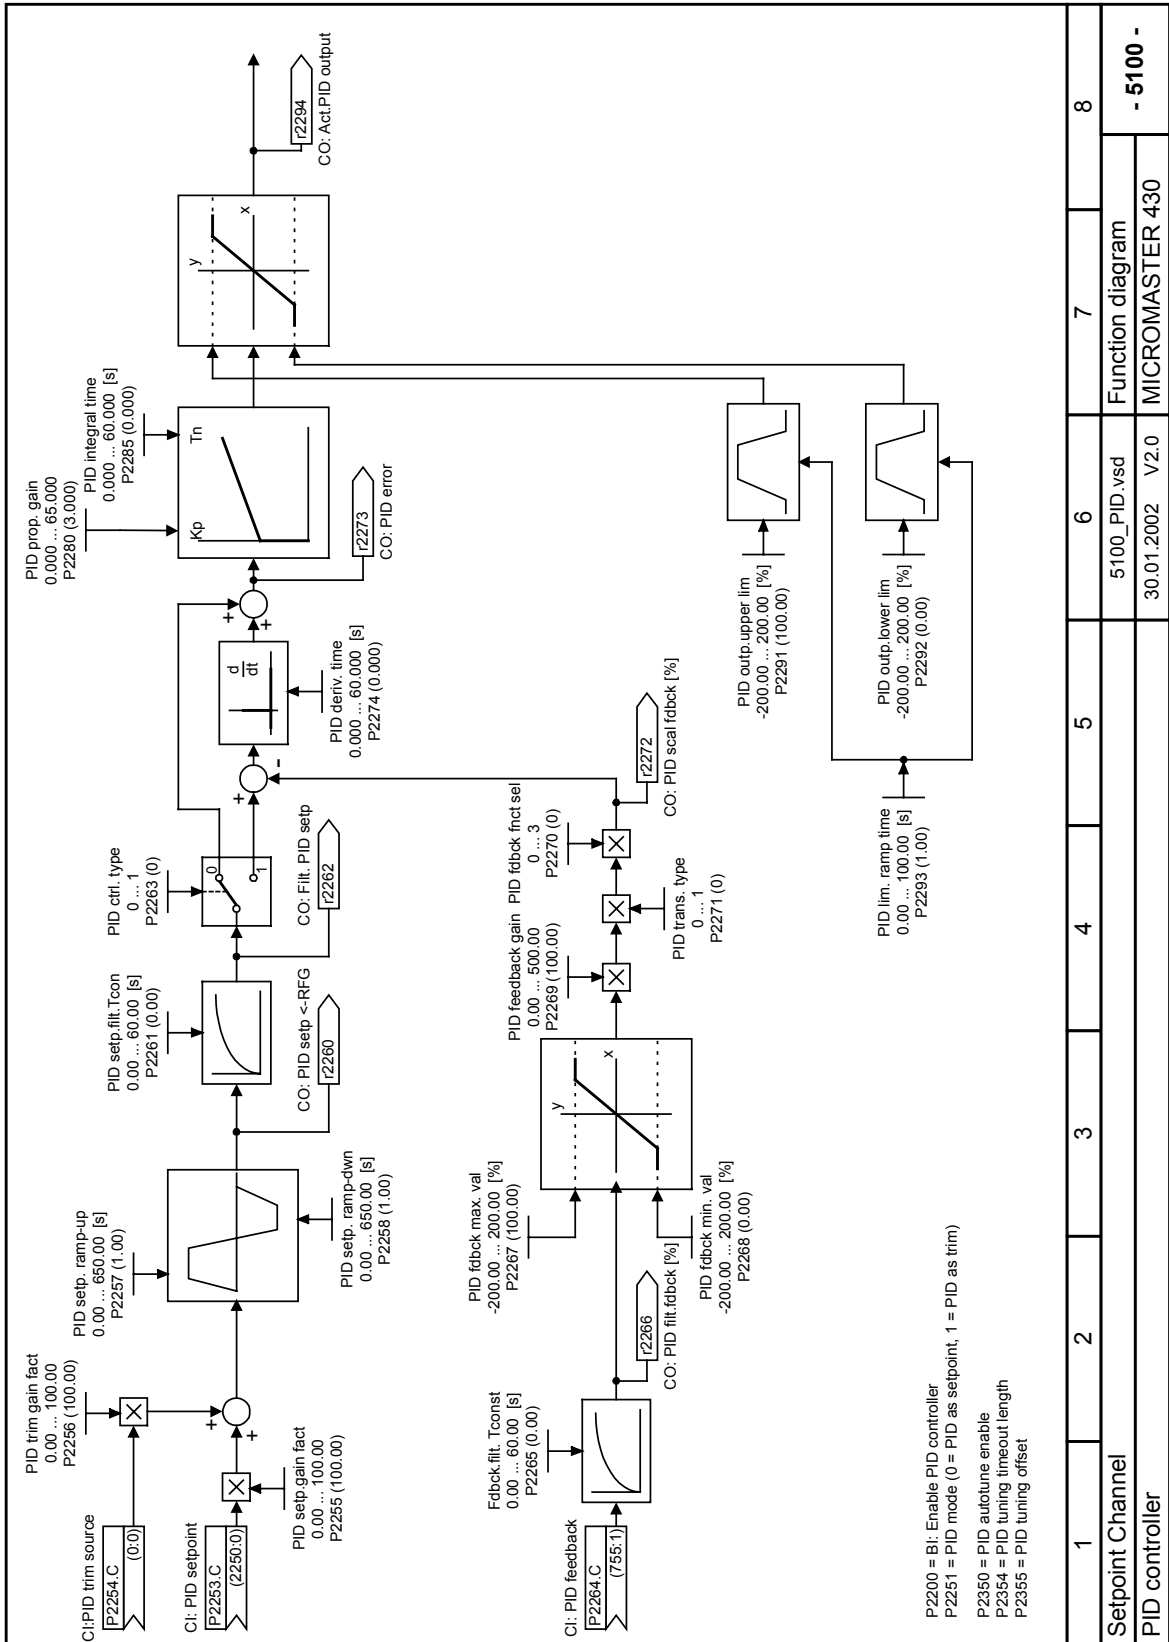 CI:PID trim source
P2254.C
(0:0)
PID trim gain fact
0.00 ... 100.00
P2256 (100.00)
CI: PID setpoint
P2253.C
(2250:0)
PID setp.gain fact
0.00 ... 100.00
P2255 (100.00)
PID setp. ramp-up
0.00 ... 650.00 [s]
P2257 (1.00)
PID setp. ramp-dwn
0.00 ... 650.00 [s]
P2258 (1.00)
CO: PID setp <-RFG
r2260
PID setp.filt.Tcon
0.00 ... 60.00 [s]
P2261 (0.00)
CO: Filt. PID setp
r2262
PID ctrl. type
0 ... 1
P2263 (0)
0
1
+
+
+
-
d
dt
PID deriv. time
0.000 ... 60.000 [s]
P2274 (0.000)
+
+
r2273
CO: PID error
PID prop. gain
0.000 ... 65.000
P2280 (3.000)
PID integral time
0.000 ... 60.000 [s]
P2285 (0.000)
Kp
Tn
y
x
r2294
CO: Act.PID output
CI: PID feedback
P2264.C
(755:1)
Fdbck.filt. Tconst
0.00 ... 60.00 [s]
P2265 (0.00)
r2266
CO: PID filt.fdbck [%]
PID fdbck max. val
-200.00 ... 200.00 [%]
P2267 (100.00)
PID fdbck min. val
-200.00 ... 200.00 [%]
P2268 (0.00)
y
x
PID feedback gain
0.00 ... 500.00
P2269 (100.00)
PID trans. type
0 ... 1
P2271 (0)
PID fdbck fnct sel
0 ... 3
P2270 (0)
r2272
CO: PID scal fdbck [%]
PID outp.upper lim
-200.00 ... 200.00 [%]
P2291 (100.00)
PID outp.lower lim
-200.00 ... 200.00 [%]
P2292 (0.00)
PID lim. ramp time
0.00 ... 100.00 [s]
P2293 (1.00)
P2200 = BI: Enable PID controller
P2251 = PID mode (0 = PID as setpoint, 1 = PID as trim)
P2350 = PID autotune enable
P2354 = PID tuning timeout length
P2355 = PID tuning offset
1
2
3
4
5
6
7
8
Setpoint Channel
5100_PID.vsd
Function diagram
- 5100 -
PID controller
30.01.2002 V2.0
MICROMASTER 430